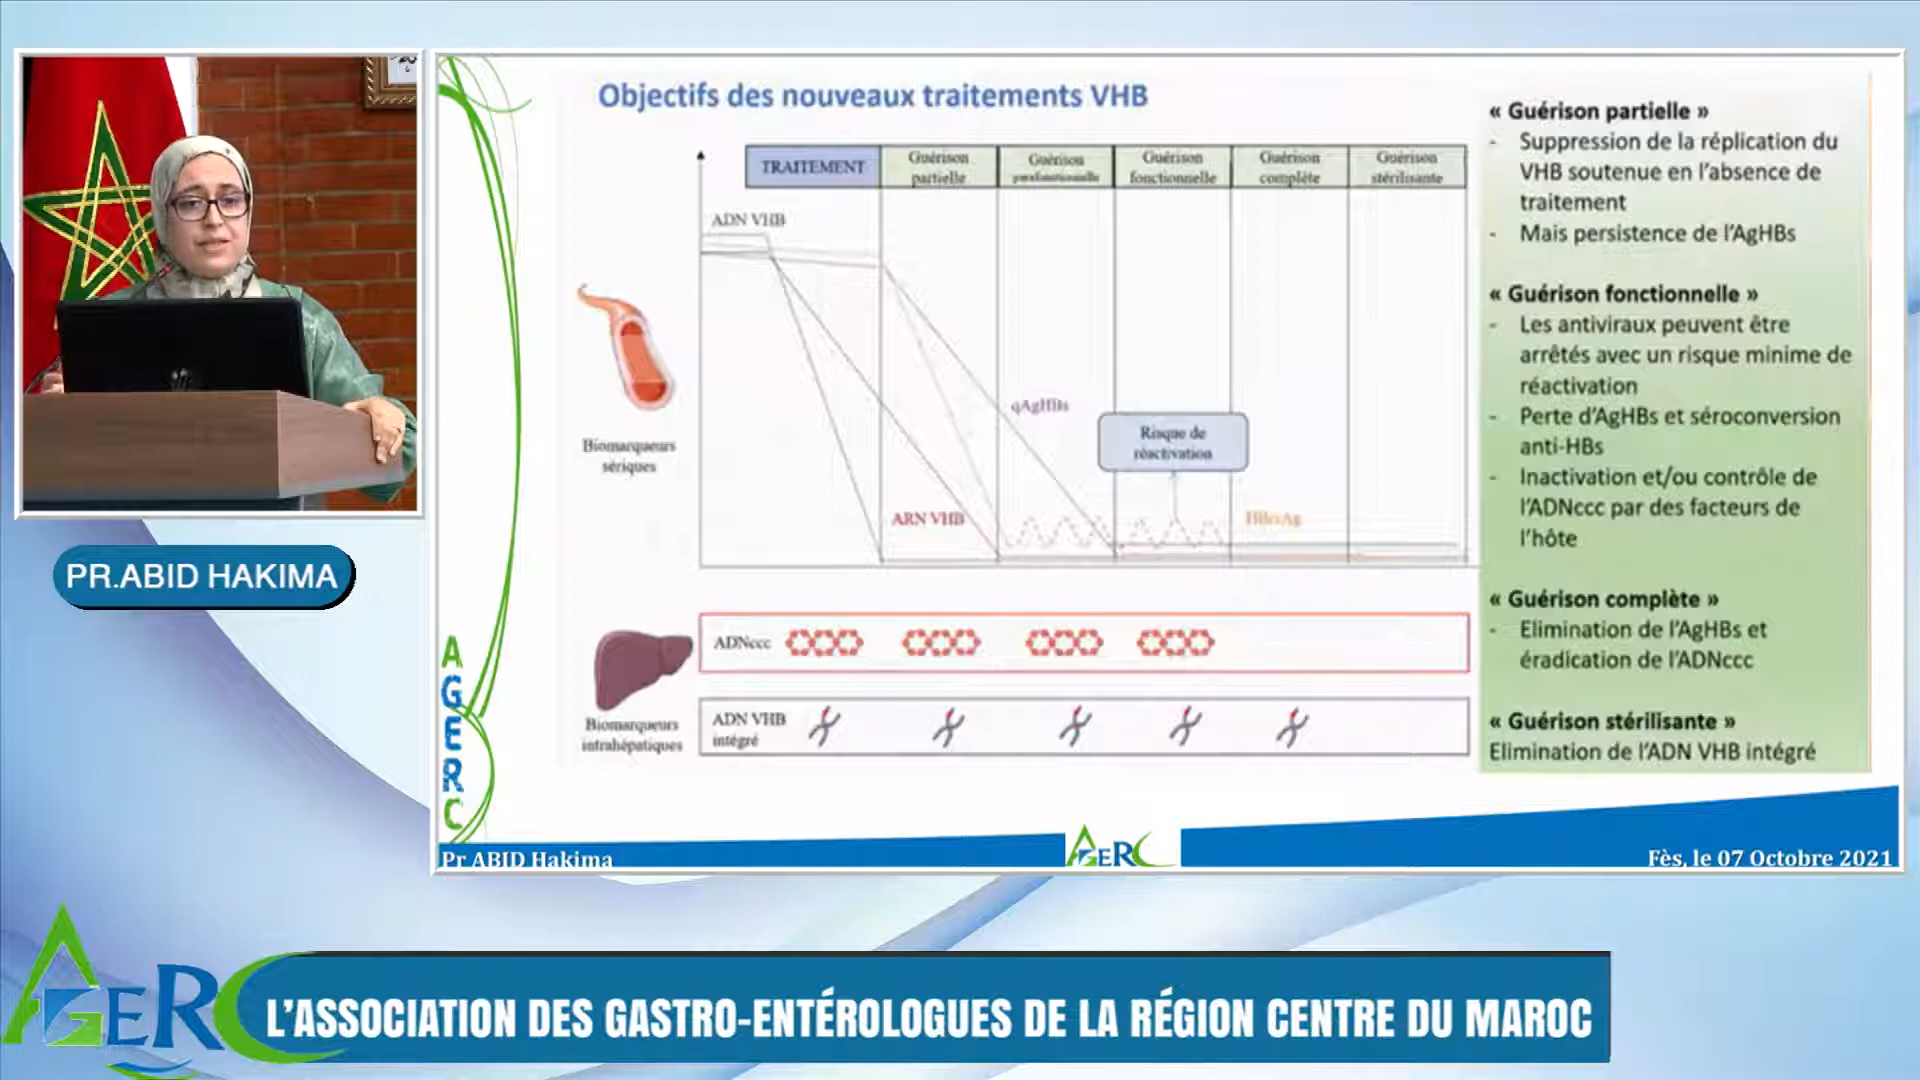 Objectifs des nouveaux traitements VHB
TRAITEMENT
Guérison
partielle
Guérison
Guérison
fonctionnelle
Guérison
complète
Guérison
stérilisante
ADN VHB
qAgHBs
Risque de
réactivation
ARN VHB
Biomarqueurs
sériques
ADNccc
ADN VHB
intégré
Biomarqueurs
intrahépatiques
« Guérison partielle »
- Suppression de la réplication du
VHB soutenue en l'absence de
traitement
- Mais persistence de l'AgHBs
« Guérison fonctionnelle »
- Les antiviraux peuvent être
arrêtés avec un risque minime de
réactivation
- Perte d'AgHBs et séroconversion
anti-HBs
- Inactivation et/ou contrôle de
l'ADNccc par des facteurs de
l'hôte
« Guérison complète »
- Elimination de l'AgHBs et
éradication de l'ADNccc
« Guérison stérilisante »
Elimination de l'ADN VHB intégré
PR.ABID HAKIMA
AGERC
Pr ABID Hakima
AGERC
Fès, le 07 Octobre 2021
AGERC
L'ASSOCIATION DES GASTRO-ENTÉROLOGUES DE LA RÉGION CENTRE DU MAROC